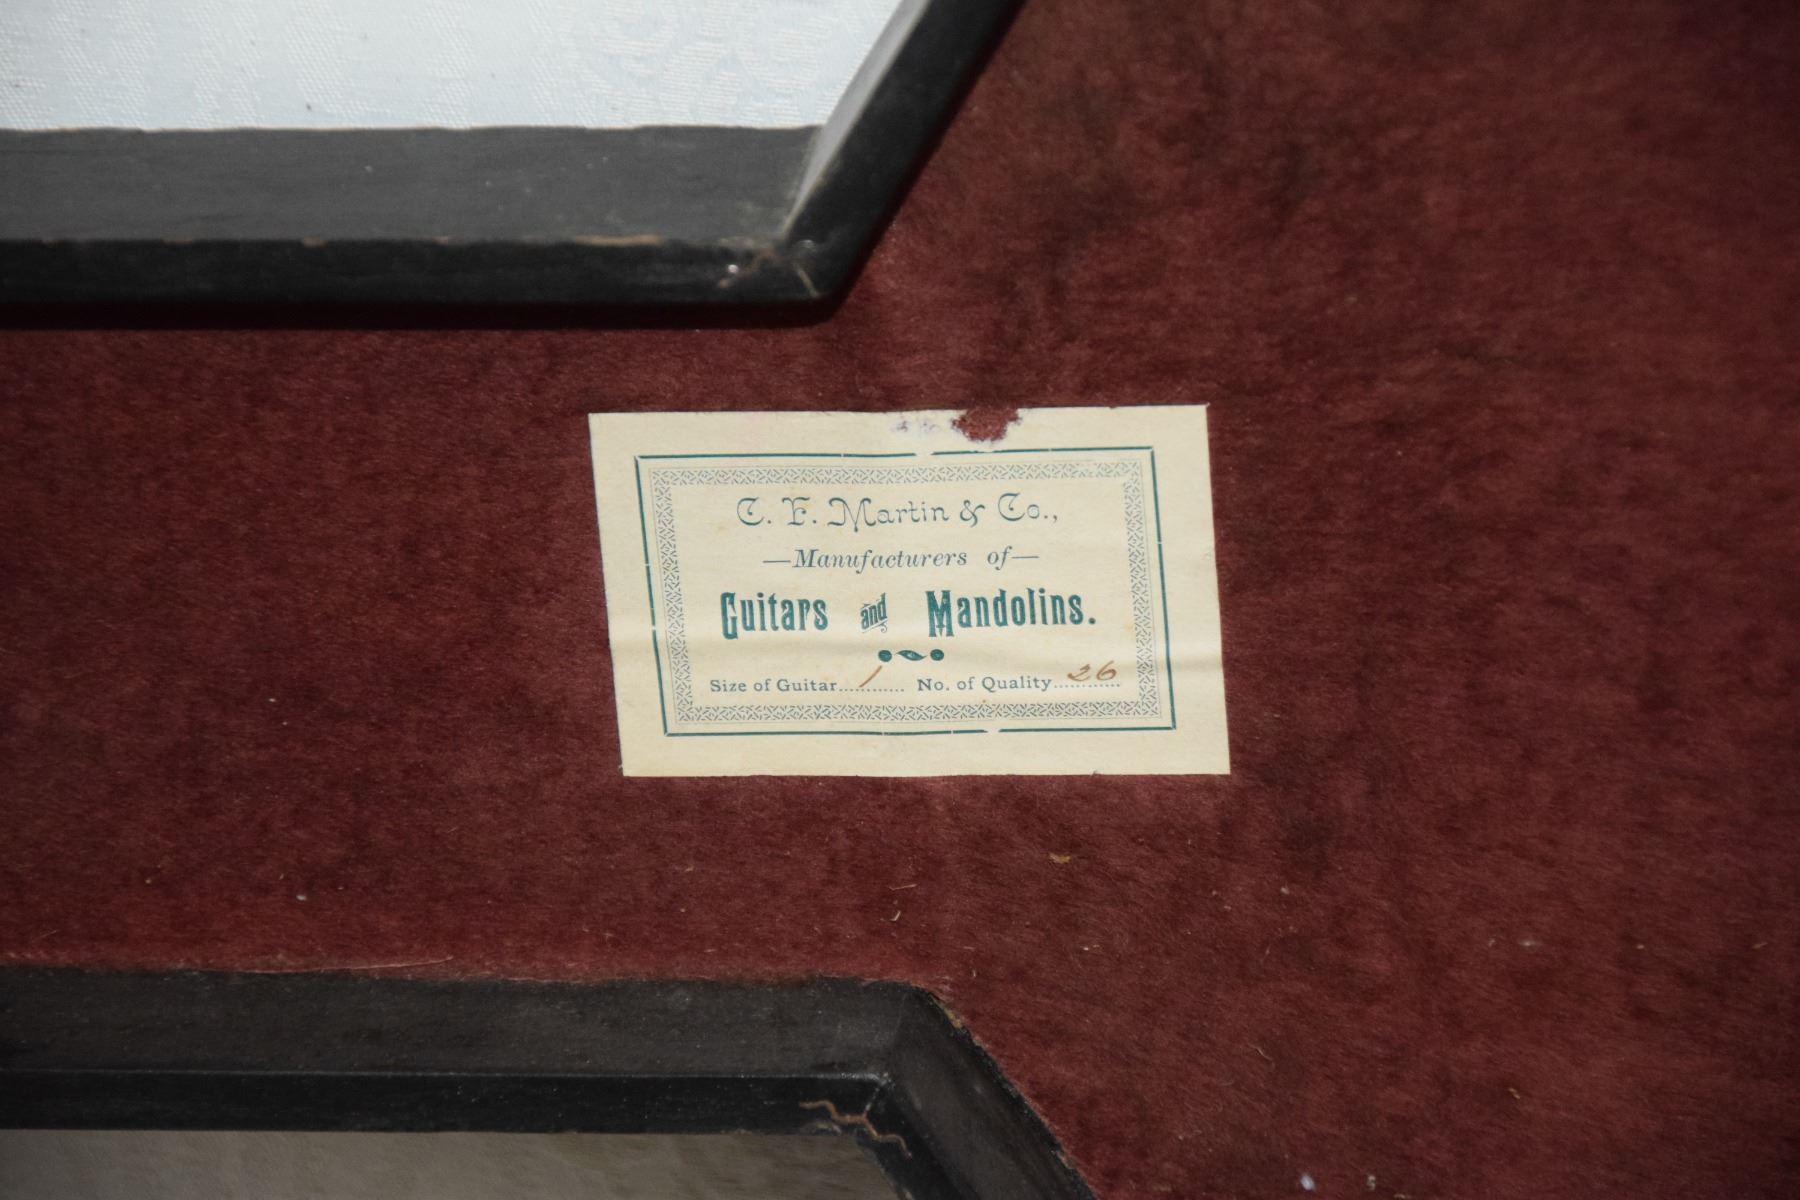 C. F. Martin & Co.,
—Manufacturers of—
Guitars and Mandolins.
Size of Guitar....1........ No. of Quality...26.........